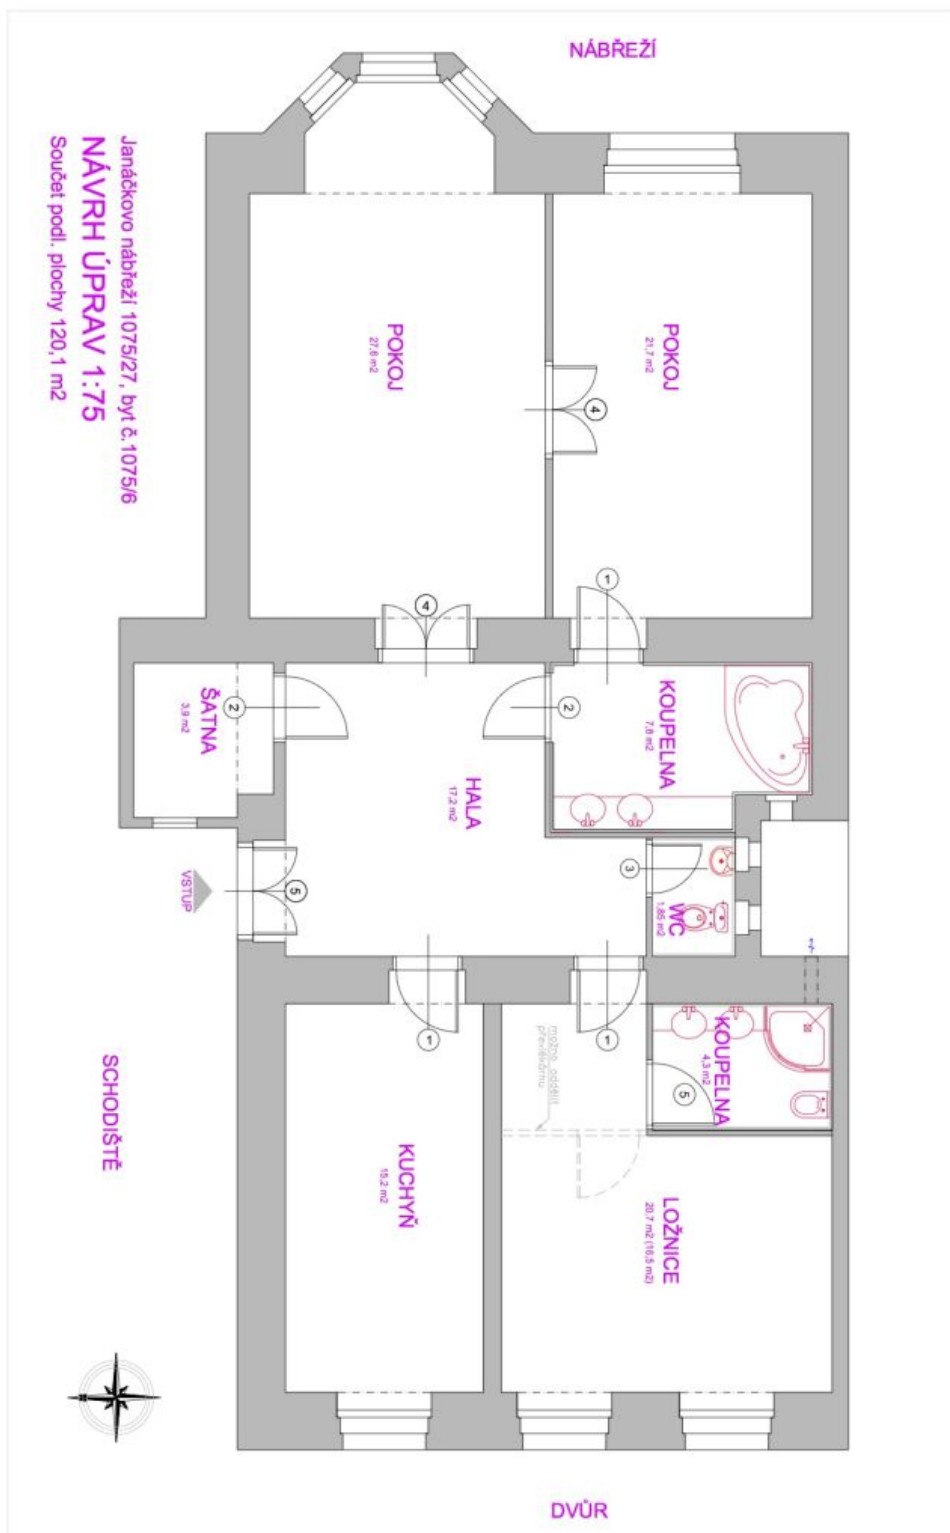 NÁBŘEŽÍ
Janáčkovo nábřeží 1075/27, byt č.1075/6
NÁVRH ÚPRAV 1:75
Součet podl. plochy 120,1 m2
POKOJ
27,6 m2
POKOJ
21,7 m2
4
1
4
ŠATNA
3,9 m2
2
2
KOUPELNA
7,8 m2
HALA
17,2 m2
3
WC
1,85 m2
VSTUP
5
1
1
možno oddělit
převlékárnu
KOUPELNA
4,3 m2
5
SCHODIŠTĚ
KUCHYŇ
15,2 m2
LOŽNICE
20,7 m2 (16,5 m2)
DVŮR